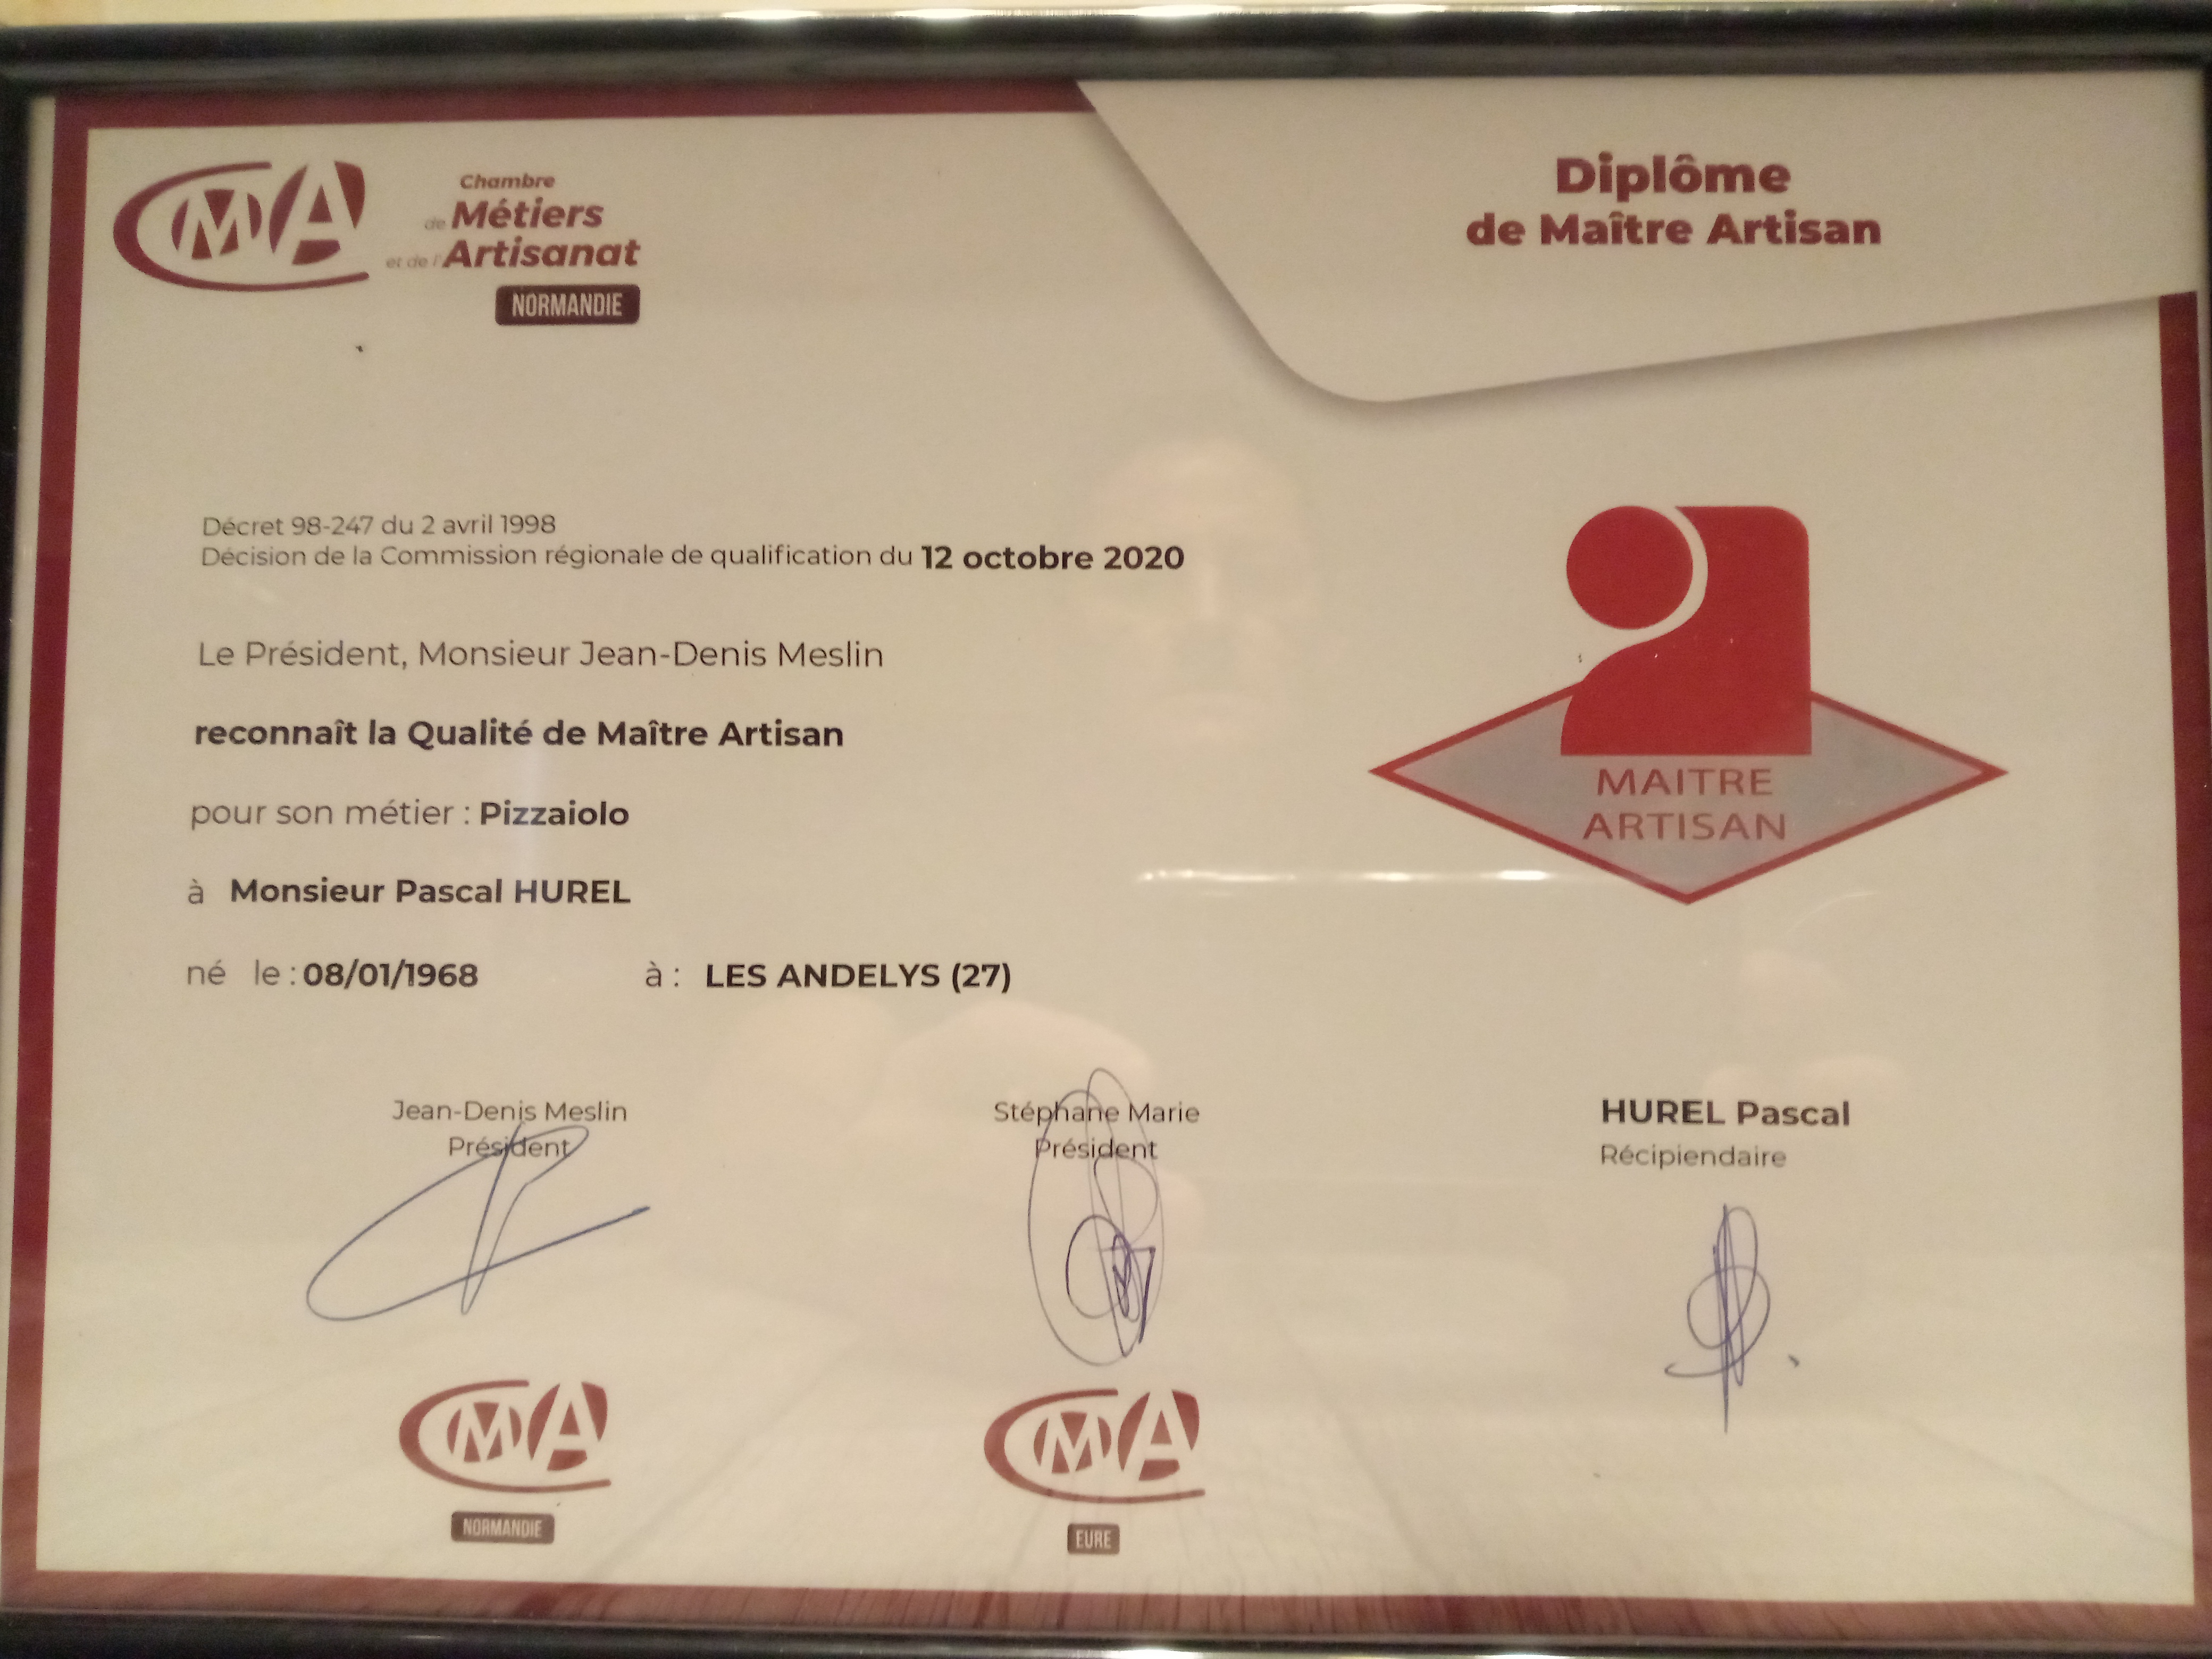 CMA
Chambre
de Métiers
et de l'Artisanat
NORMANDIE
Diplôme
de Maître Artisan
Décret 98-247 du 2 avril 1998
Décision de la Commission régionale de qualification du 12 octobre 2020
Le Président, Monsieur Jean-Denis Meslin
reconnaît la Qualité de Maître Artisan
pour son métier : Pizzaiolo
à Monsieur Pascal HUREL
né le : 08/01/1968 à : LES ANDELYS (27)
MAITRE
ARTISAN
Jean-Denis Meslin
Président
Stéphane Marie
Président
HUREL Pascal
Récipiendaire
CMA
NORMANDIE
CMA
EURE